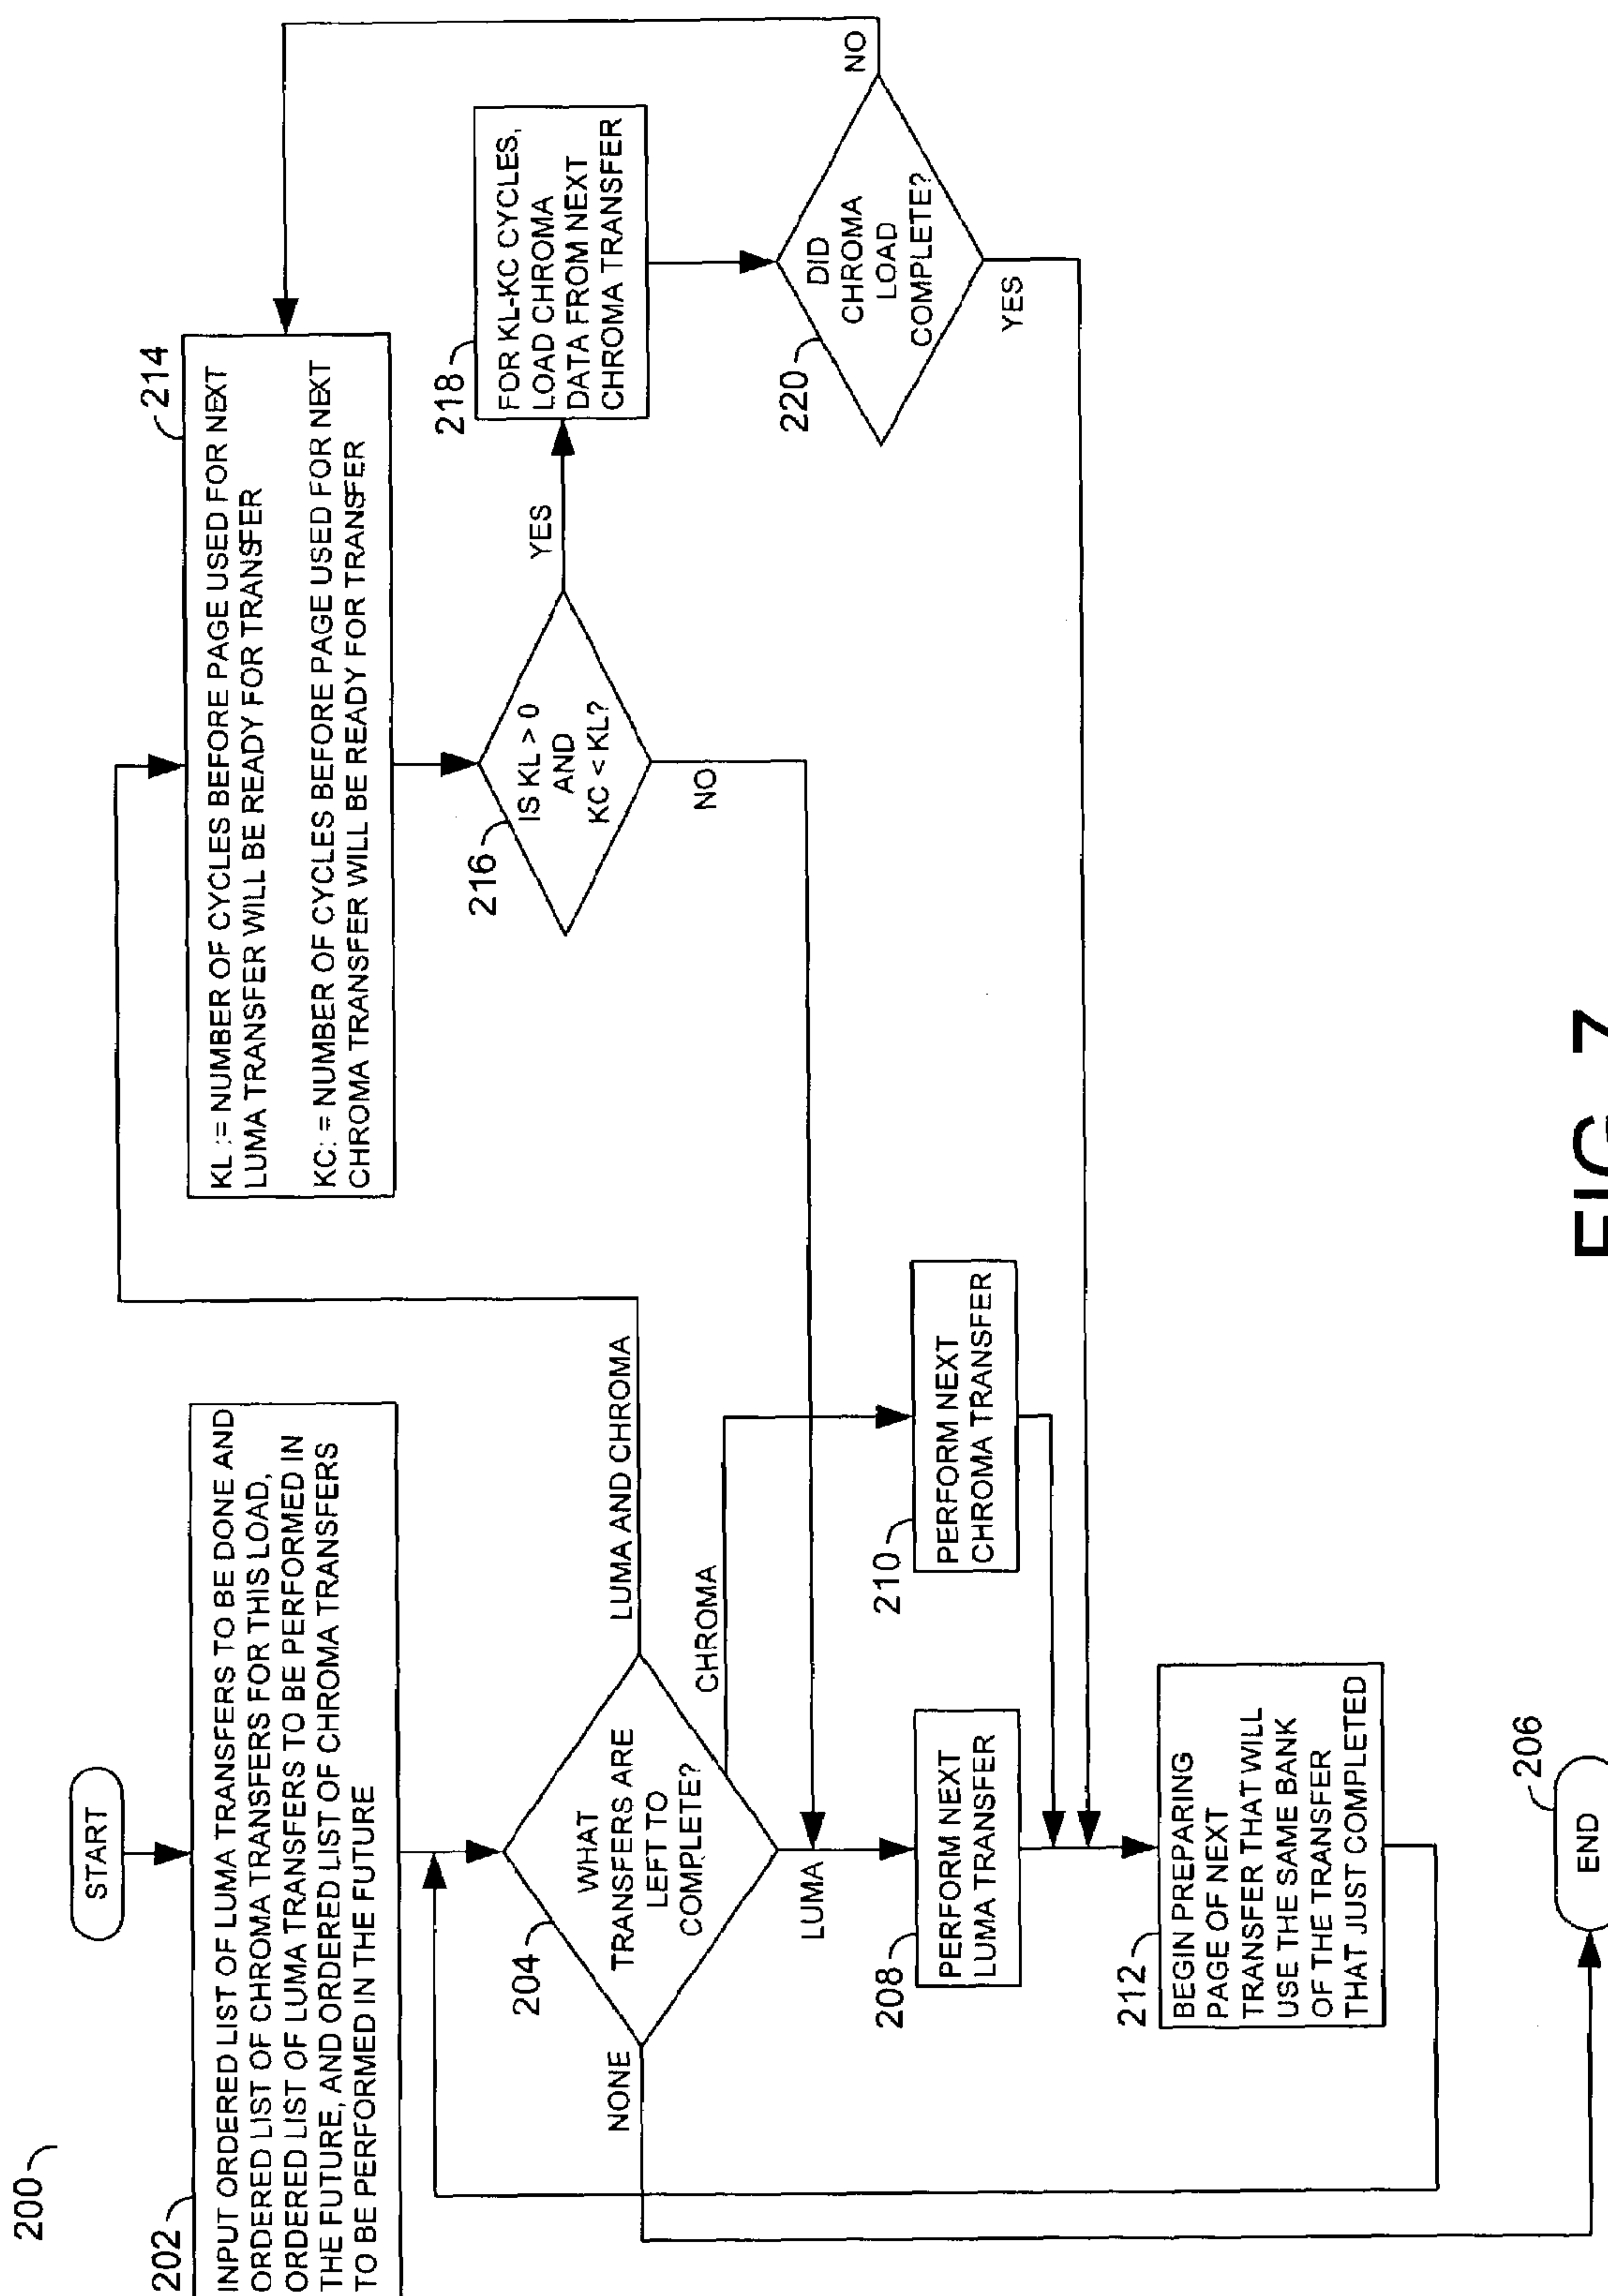 200
START
202
INPUT ORDERED LIST OF LUMA TRANSFERS TO BE DONE AND
ORDERED LIST OF CHROMA TRANSFERS FOR THIS LOAD,
ORDERED LIST OF LUMA TRANSFERS TO BE PERFORMED IN
THE FUTURE, AND ORDERED LIST OF CHROMA TRANSFERS
TO BE PERFORMED IN THE FUTURE
204
WHAT
TRANSFERS ARE
LEFT TO
COMPLETE?
NONE
LUMA AND CHROMA
CHROMA
LUMA
208
PERFORM NEXT
LUMA TRANSFER
210
PERFORM NEXT
CHROMA TRANSFER
212
BEGIN PREPARING
PAGE OF NEXT
TRANSFER THAT WILL
USE THE SAME BANK
OF THE TRANSFER
THAT JUST COMPLETED
206
END
214
KL := NUMBER OF CYCLES BEFORE PAGE USED FOR NEXT
LUMA TRANSFER WILL BE READY FOR TRANSFER
KC: = NUMBER OF CYCLES BEFORE PAGE USED FOR NEXT
CHROMA TRANSFER WILL BE READY FOR TRANSFER
216
IS KL > 0
AND
KC < KL?
YES
NO
218
FOR KL-KC CYCLES,
LOAD CHROMA
DATA FROM NEXT
CHROMA TRANSFER
220
DID
CHROMA
LOAD
COMPLETE?
NO
YES
FIG. 7